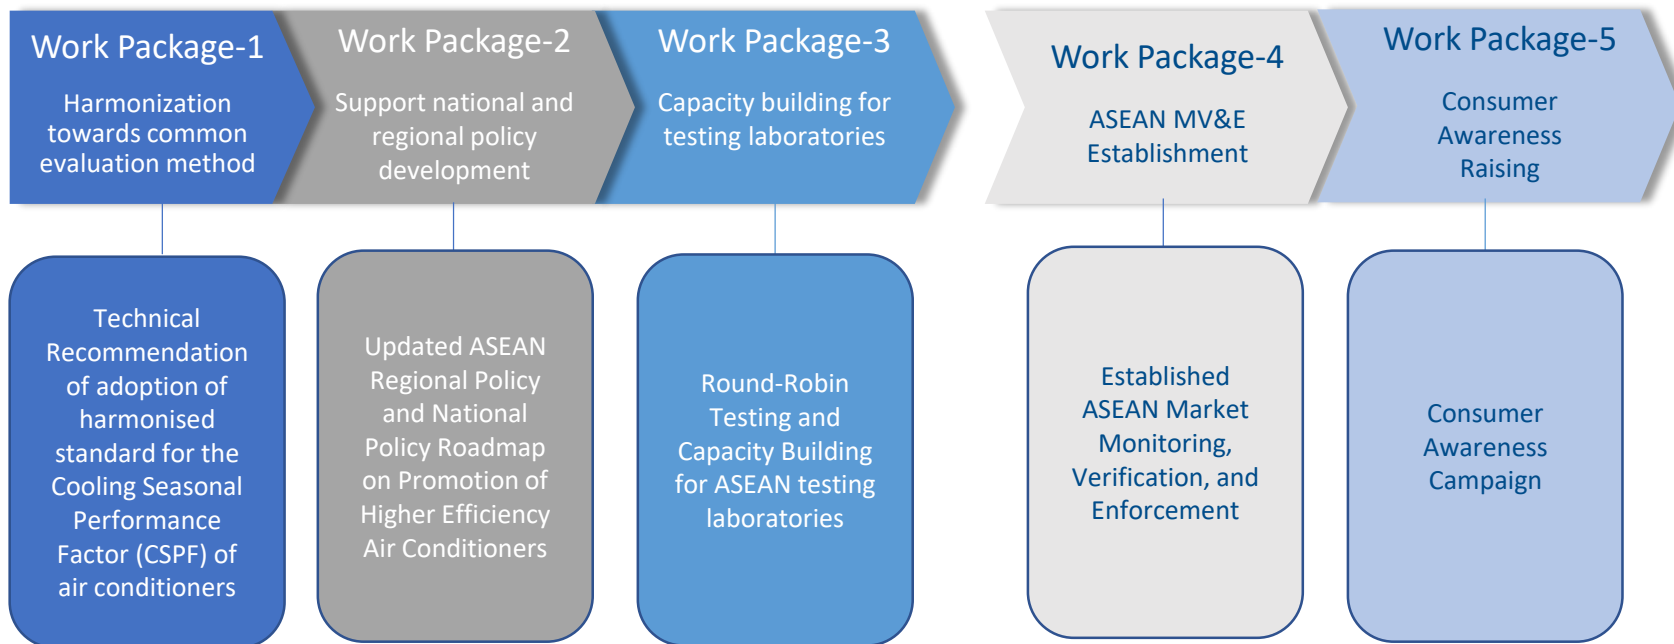 Work Package-1
Harmonization
towards common
evaluation method
Work Package-2
Support national and
regional policy
development
Work Package-3
Capacity building for
testing laboratories
Work Package-4
ASEAN MV&E
Establishment
Work Package-5
Consumer
Awareness
Raising
Technical
Recommendation
of adoption of
harmonised
standard for the
Cooling Seasonal
Performance
Factor (CSPF) of
air conditioners
Updated ASEAN
Regional Policy
and National
Policy Roadmap
on Promotion of
Higher Efficiency
Air Conditioners
Round-Robin
Testing and
Capacity Building
for ASEAN testing
laboratories
Established
ASEAN Market
Monitoring,
Verification, and
Enforcement
Consumer
Awareness
Campaign